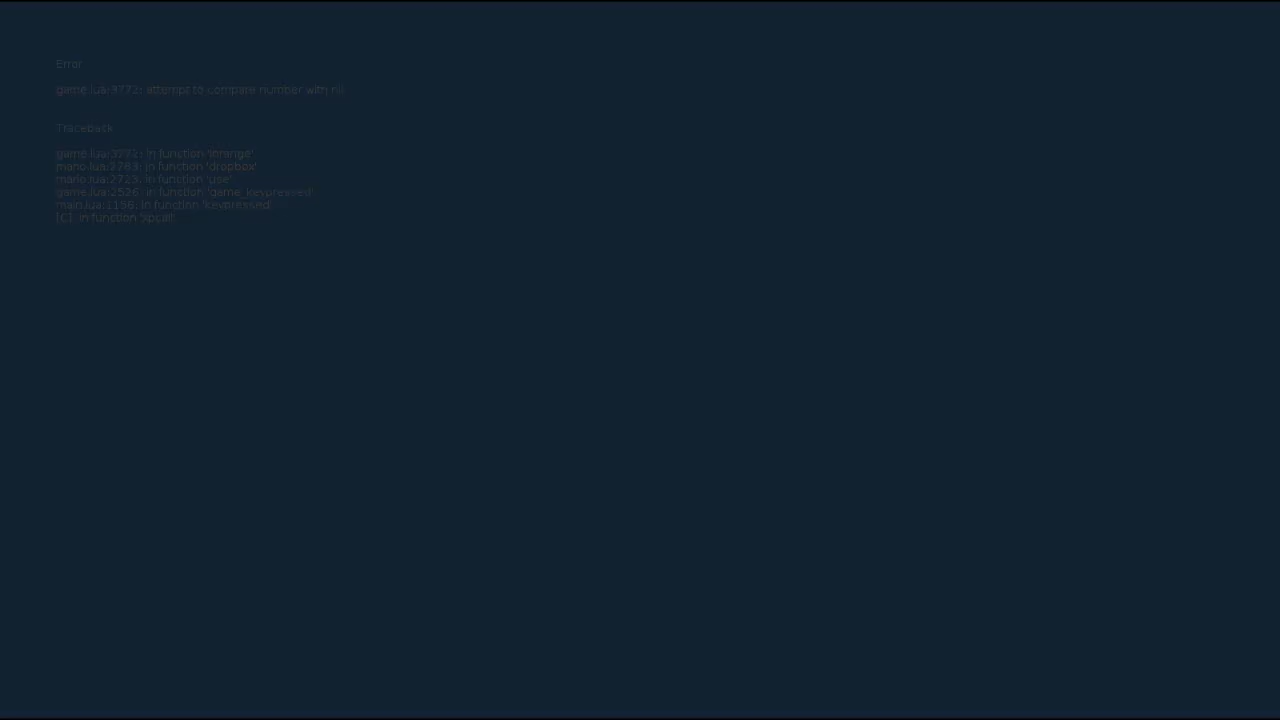 Error
game.lua:3772: attempt to compare number with nil
Traceback
game.lua:3772: in function 'inrange'
mario.lua:2783: in function 'dropbox'
mario.lua:2723: in function 'use'
game.lua:2526: in function 'game_keypressed'
main.lua:1156: in function 'keypressed'
[C]: in function 'xpcall'